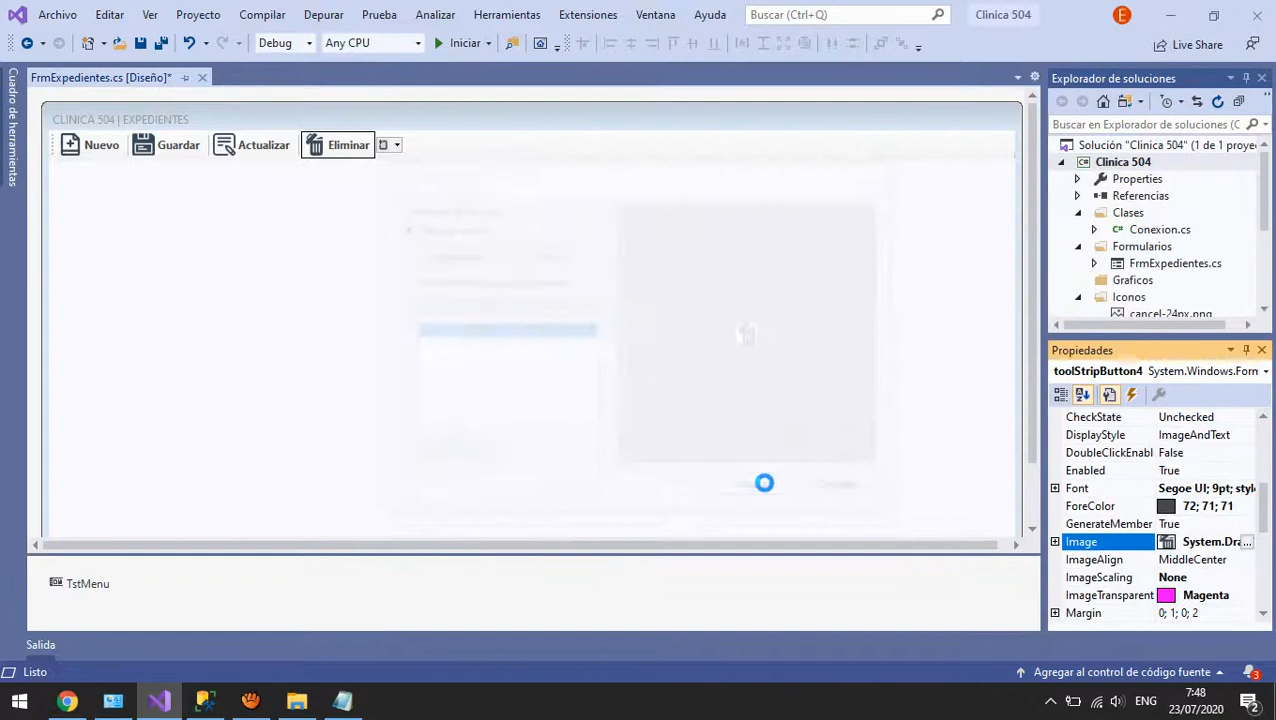 Archivo Editar Ver Proyecto Compilar Depurar Prueba Analizar Herramientas Extensiones Ventana Ayuda Buscar (Ctrl+Q) Clinica 504 E
Debug Any CPU Iniciar Live Share
Cuadro de herramientas
FrmExpedientes.cs [Diseño]*
CLINICA 504 | EXPEDIENTES
Nuevo Guardar Actualizar Eliminar
TstMenu
Explorador de soluciones
Buscar en Explorador de soluciones (C
Solución "Clinica 504" (1 de 1 proye
Clinica 504
Properties
Referencias
Clases
Conexion.cs
Formularios
FrmExpedientes.cs
Graficos
Iconos
cancel-24px.png
Propiedades
toolStripButton4 System.Windows.Forn
CheckState Unchecked
DisplayStyle ImageAndText
DoubleClickEnabl False
Enabled True
Font Segoe UI; 9pt; style
ForeColor 72; 71; 71
GenerateMember True
Image System.Dra ...
ImageAlign MiddleCenter
ImageScaling None
ImageTransparent Magenta
Margin 0; 1; 0; 2
Salida
Listo Agregar al control de código fuente 3
ENG 7:48 23/07/2020 2